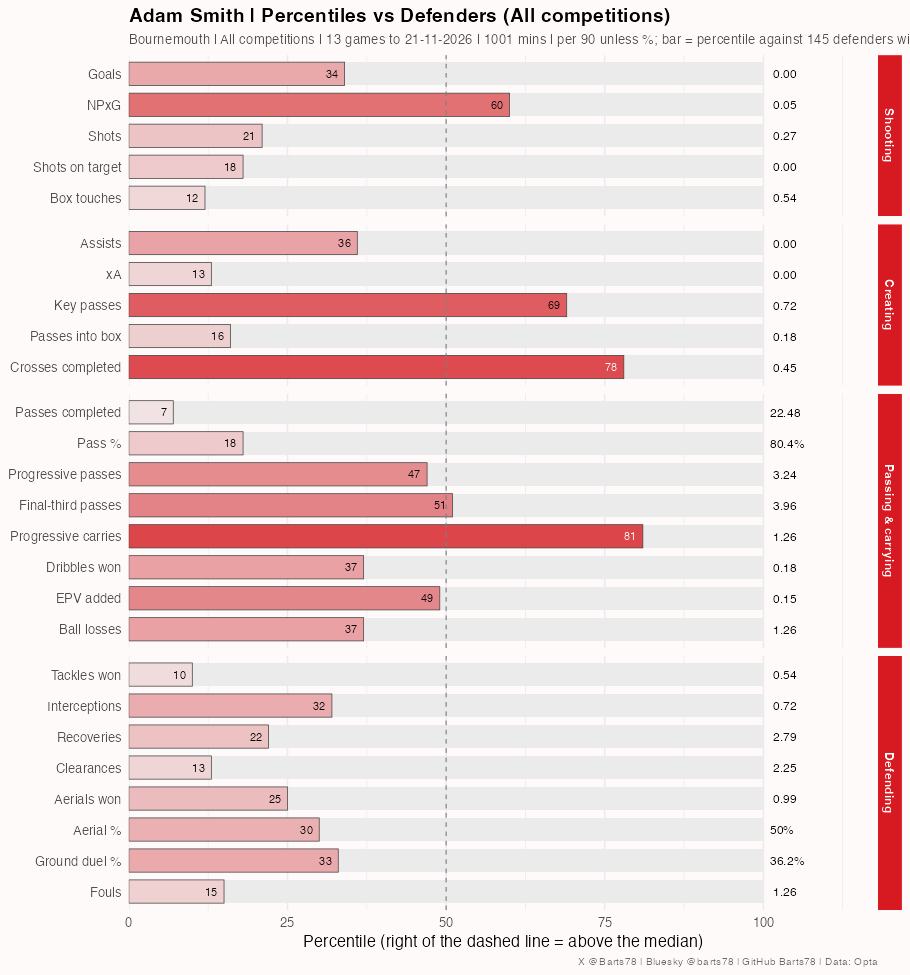 Adam Smith | Percentiles vs Defenders (All competitions)
Bournemouth | All competitions | 13 games to 21-11-2026 | 1001 mins | per 90 unless %; bar = percentile against 145 defenders wi
Goals 34 0.00
NPxG 60 0.05
Shots 21 0.27
Shots on target 18 0.00
Box touches 12 0.54
Shooting
Assists 36 0.00
xA 13 0.00
Key passes 69 0.72
Passes into box 16 0.18
Crosses completed 78 0.45
Creating
Passes completed 7 22.48
Pass % 18 80.4%
Progressive passes 47 3.24
Final-third passes 51 3.96
Progressive carries 81 1.26
Dribbles won 37 0.18
EPV added 49 0.15
Ball losses 37 1.26
Passing & carrying
Tackles won 10 0.54
Interceptions 32 0.72
Recoveries 22 2.79
Clearances 13 2.25
Aerials won 25 0.99
Aerial % 30 50%
Ground duel % 33 36.2%
Fouls 15 1.26
Defending
0 25 50 75 100
Percentile (right of the dashed line = above the median)
X @Barts78 | Bluesky @barts78 | GitHub Barts78 | Data: Opta